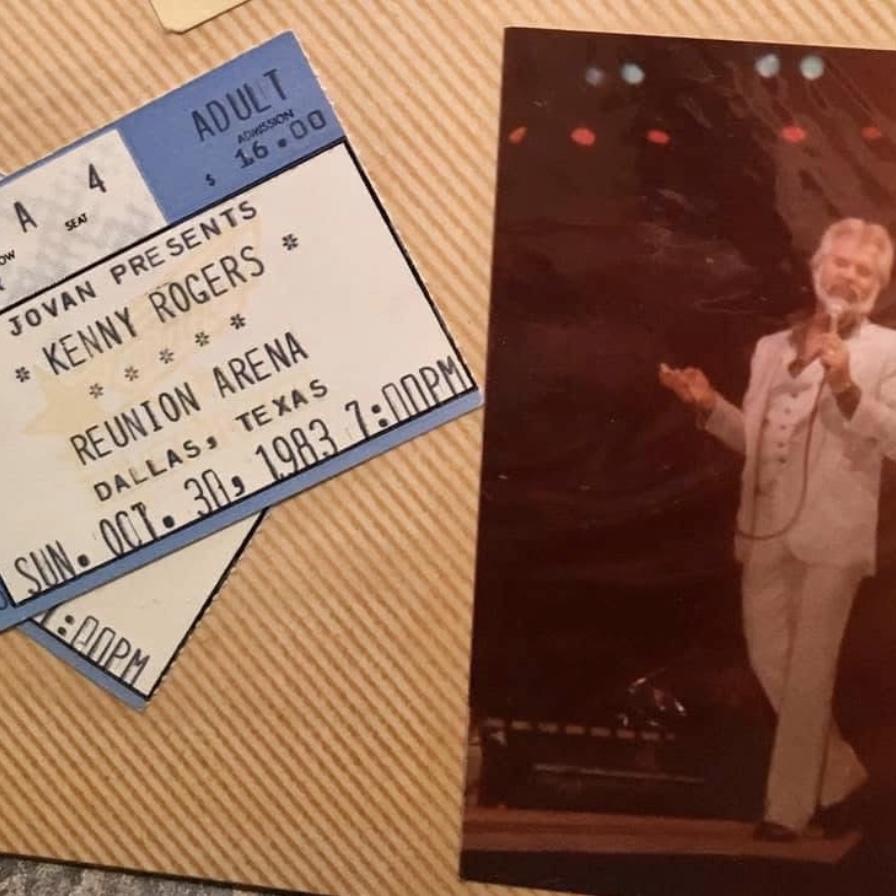 ADULT
ADMISSION
$ 16.00
A 4
SEAT
JOVAN PRESENTS
* KENNY ROGERS *
* * * * *
REUNION ARENA
DALLAS, TEXAS
SUN. OCT. 30, 1983 7:00PM
:00PM